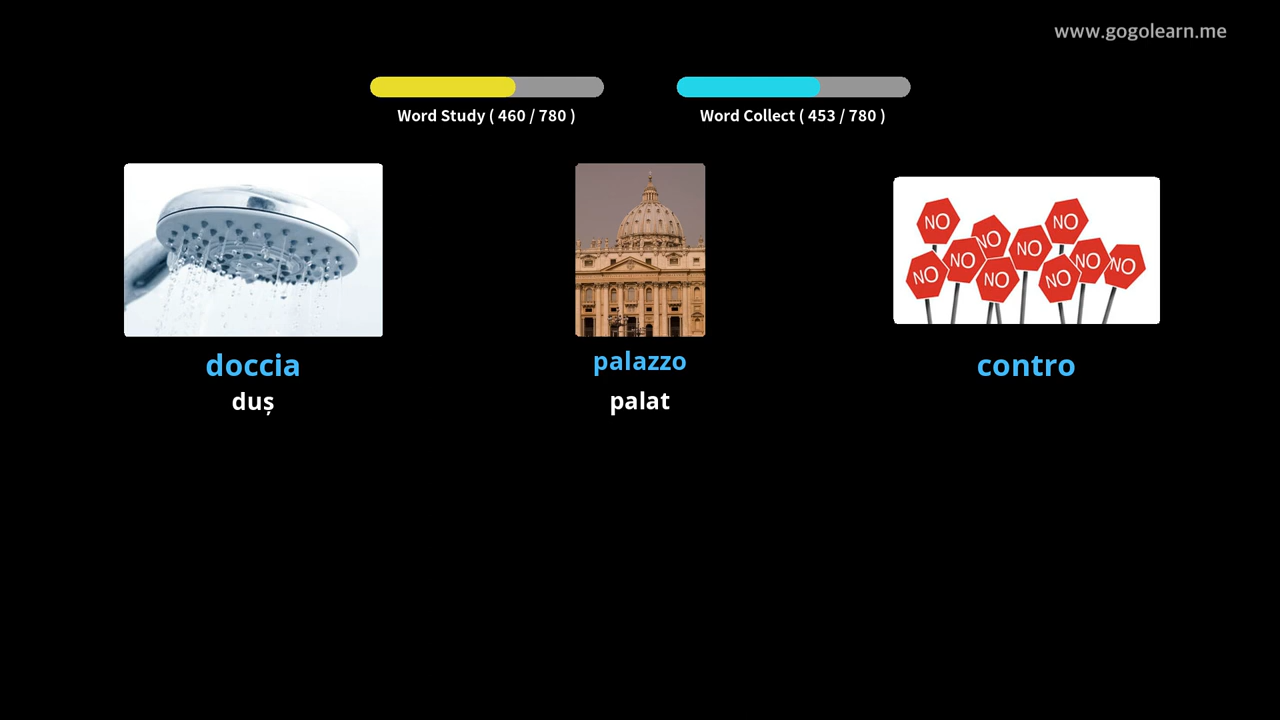 www.gogolearn.me
Word Study ( 460 / 780 )
Word Collect ( 453 / 780 )
NO
NO
NO
NO
NO
NO
NO
NO
NO
NO
doccia
palazzo
contro
duș
palat